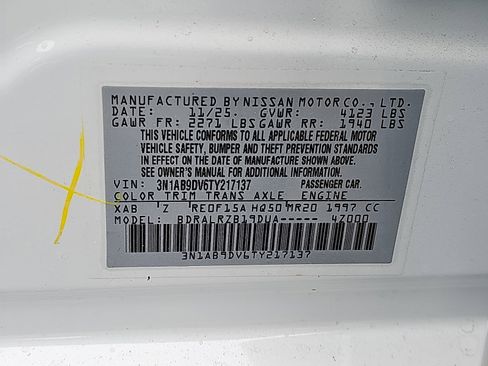 MANUFACTURED BY NISSAN MOTOR CO., LTD.
DATE: 11/25. GVWR: 4123 LBS
GAWR FR: 2271 LBS GAWR RR: 1940 LBS
THIS VEHICLE CONFORMS TO ALL APPLICABLE FEDERAL MOTOR
VEHICLE SAFETY, BUMPER AND THEFT PREVENTION STANDARDS
IN EFFECT ON THE DATE OF MANUFACTURE SHOWN ABOVE.
SEE OWNER'S MANUAL FOR ADDITIONAL INFORMATION
VIN: 3N1AB9DV6TY217137 PASSENGER CAR.
COLOR TRIM TRANS AXLE ENGINE
XAB Z RE0F15A HQ50 MR20 1997 CC
MODEL: BDRALRZB19DUA----- 4Z000
3N1AB9DV6TY217137